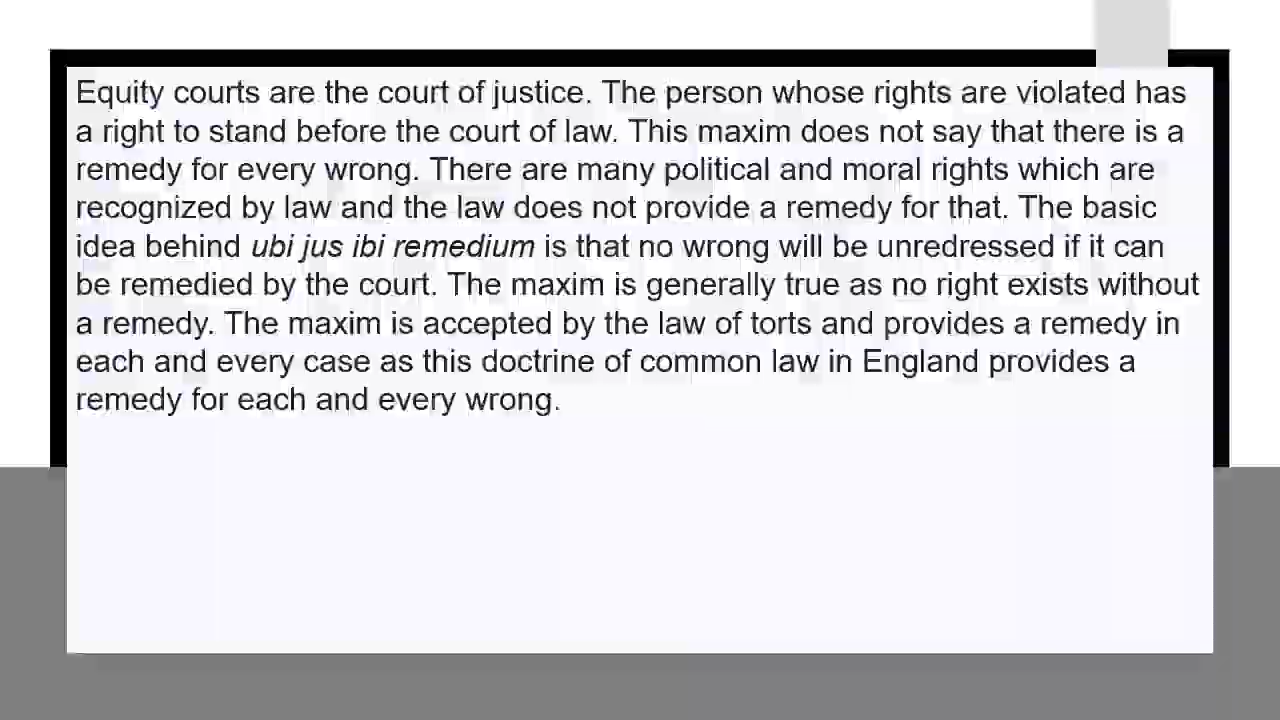 Equity courts are the court of justice. The person whose rights are violated has
a right to stand before the court of law. This maxim does not say that there is a
remedy for every wrong. There are many political and moral rights which are
recognized by law and the law does not provide a remedy for that. The basic
idea behind ubi jus ibi remedium is that no wrong will be unredressed if it can
be remedied by the court. The maxim is generally true as no right exists without
a remedy. The maxim is accepted by the law of torts and provides a remedy in
each and every case as this doctrine of common law in England provides a
remedy for each and every wrong.